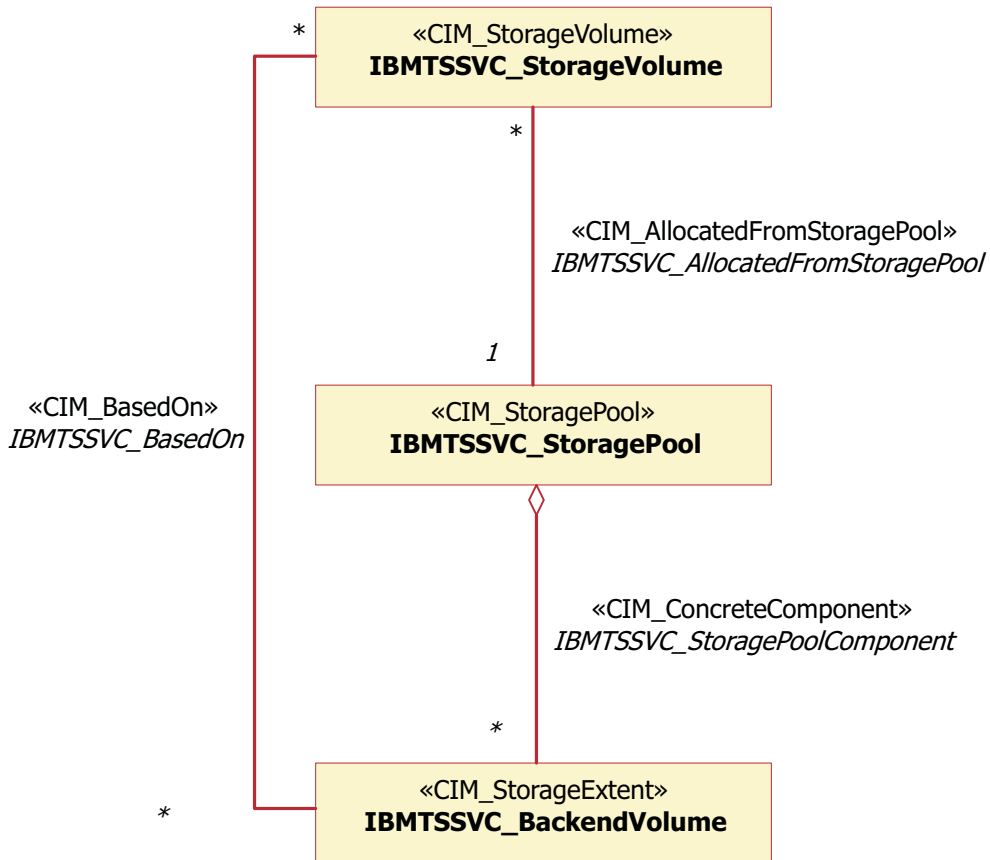 *
«CIM_StorageVolume»
IBMTSSVC_StorageVolume
*
«CIM_AllocatedFromStoragePool»
IBMTSSVC_AllocatedFromStoragePool
1
«CIM_BasedOn»
IBMTSSVC_BasedOn
«CIM_StoragePool»
IBMTSSVC_StoragePool
«CIM_ConcreteComponent»
IBMTSSVC_StoragePoolComponent
*
*
«CIM_StorageExtent»
IBMTSSVC_BackendVolume